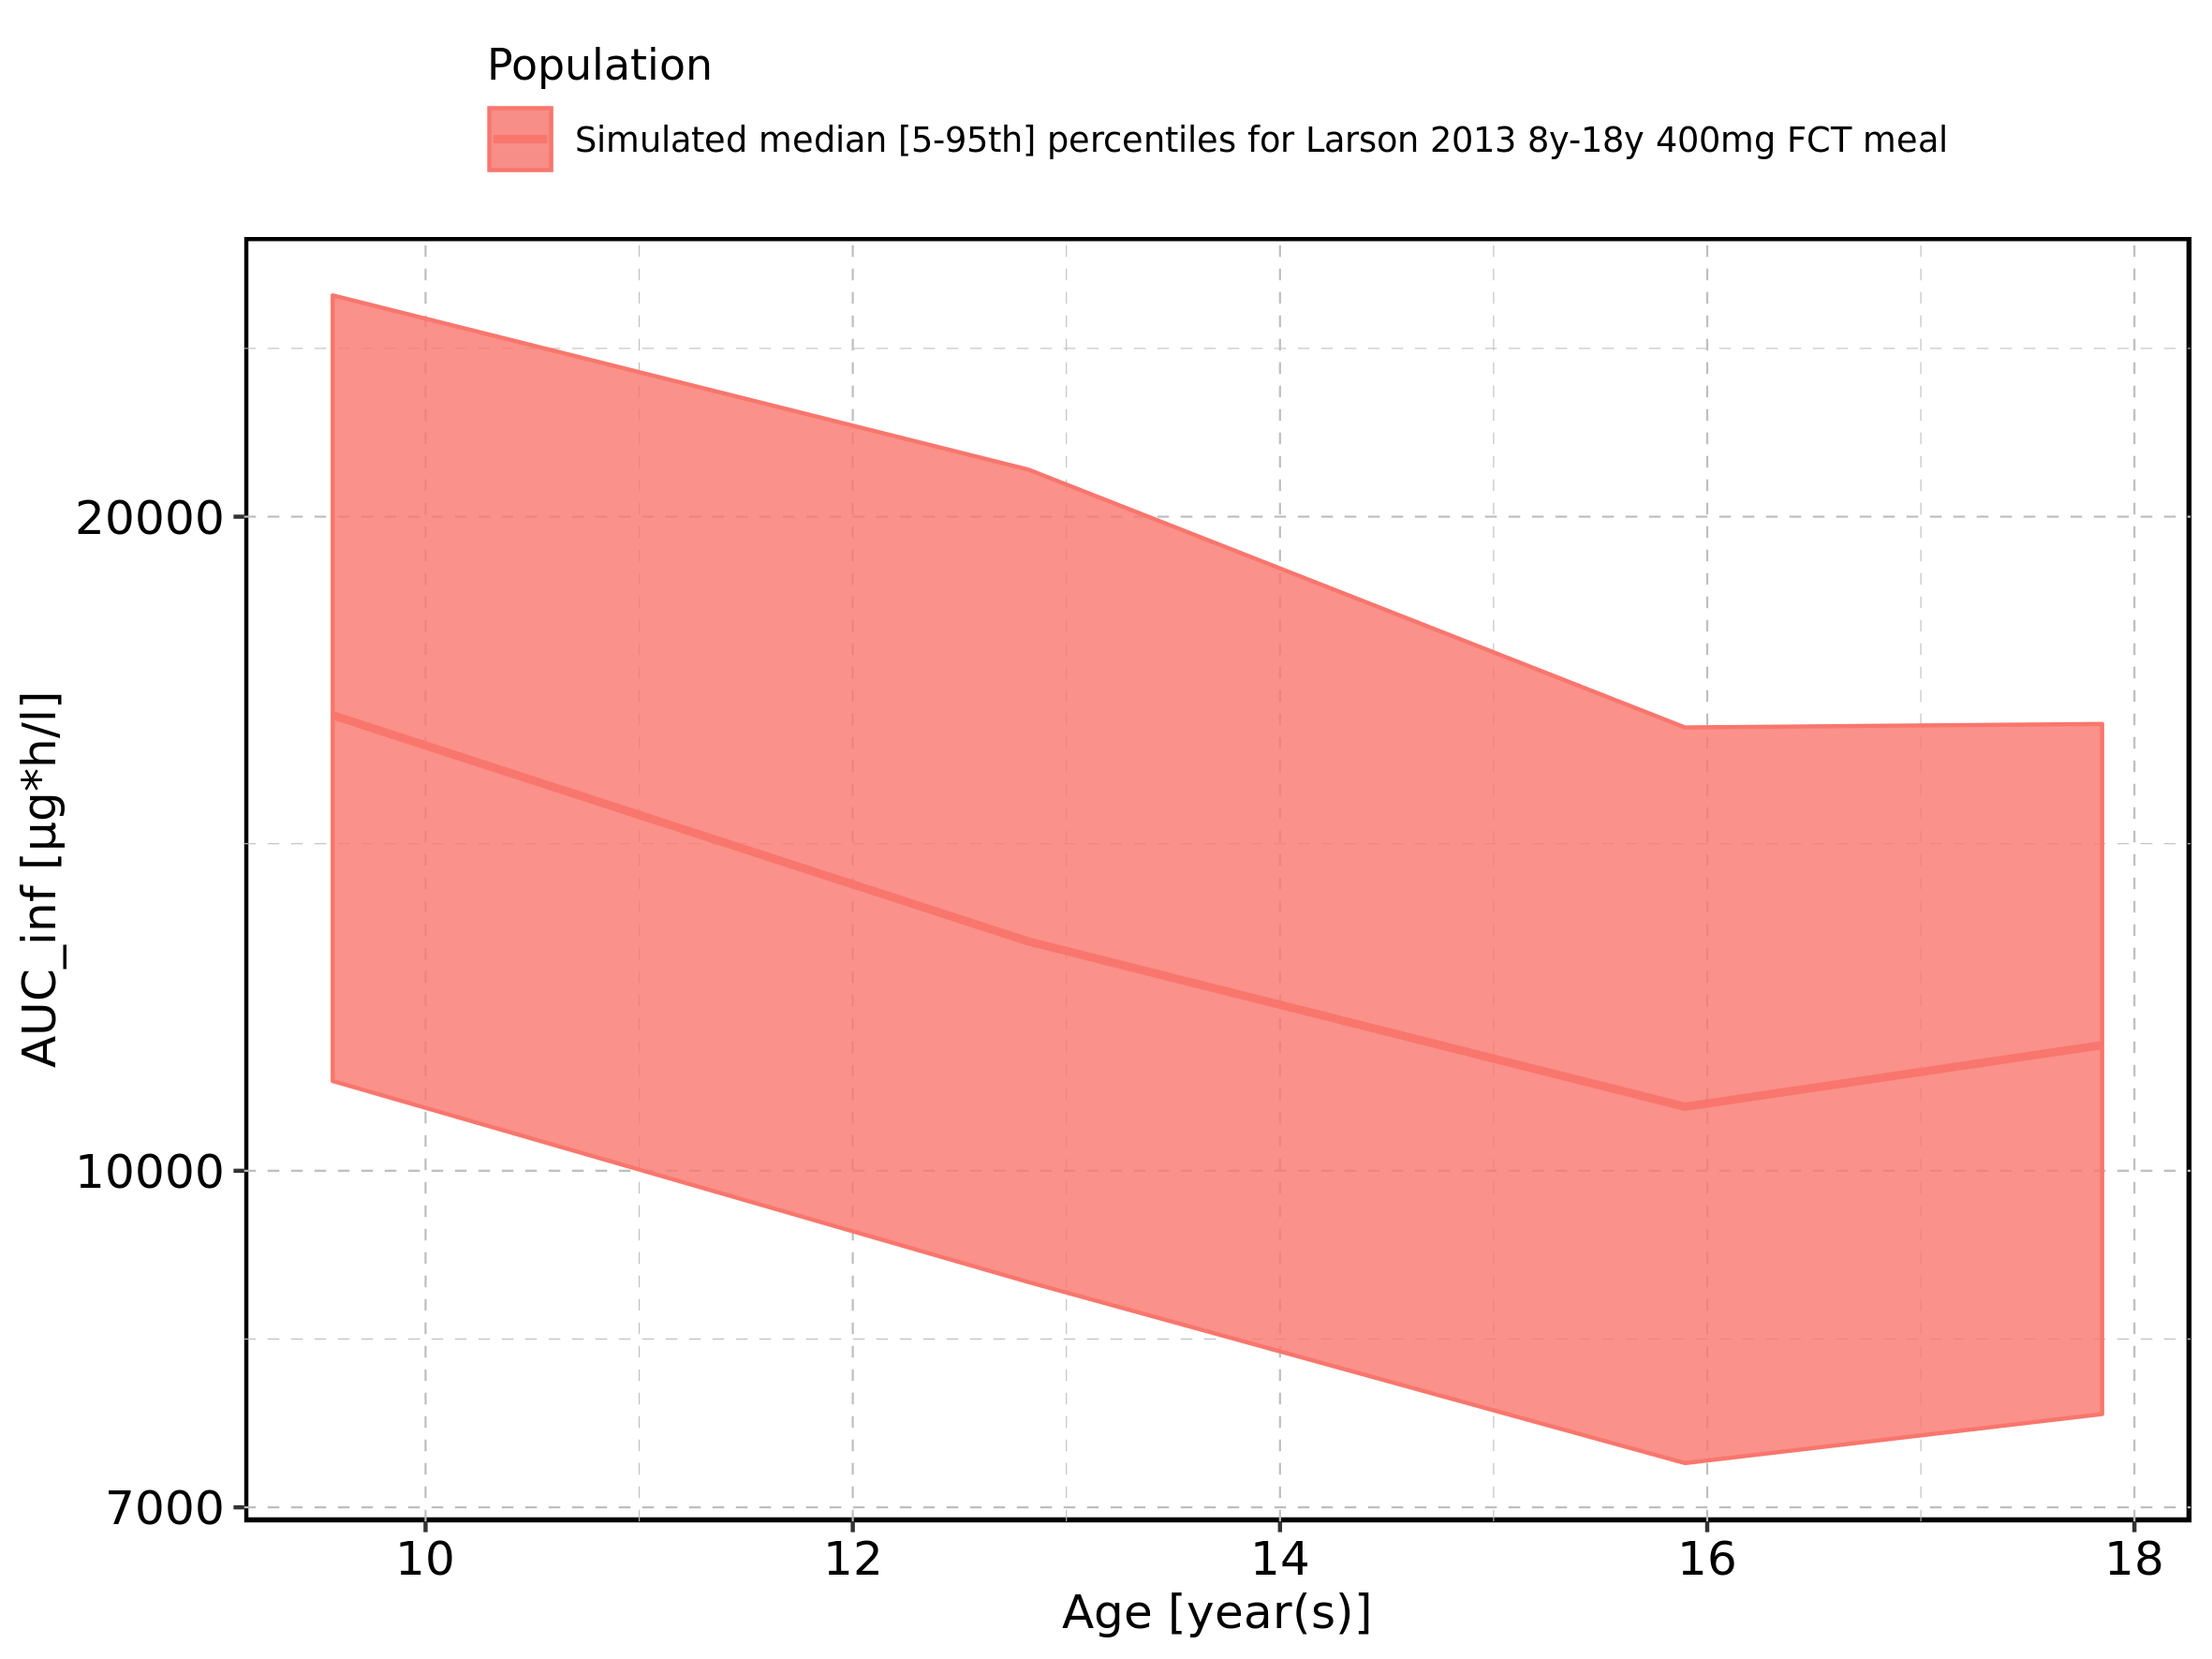 Population
Simulated median [5-95th] percentiles for Larson 2013 8y-18y 400mg FCT meal
AUC_inf [µg*h/l]
20000
10000
7000
10 12 14 16 18
Age [year(s)]